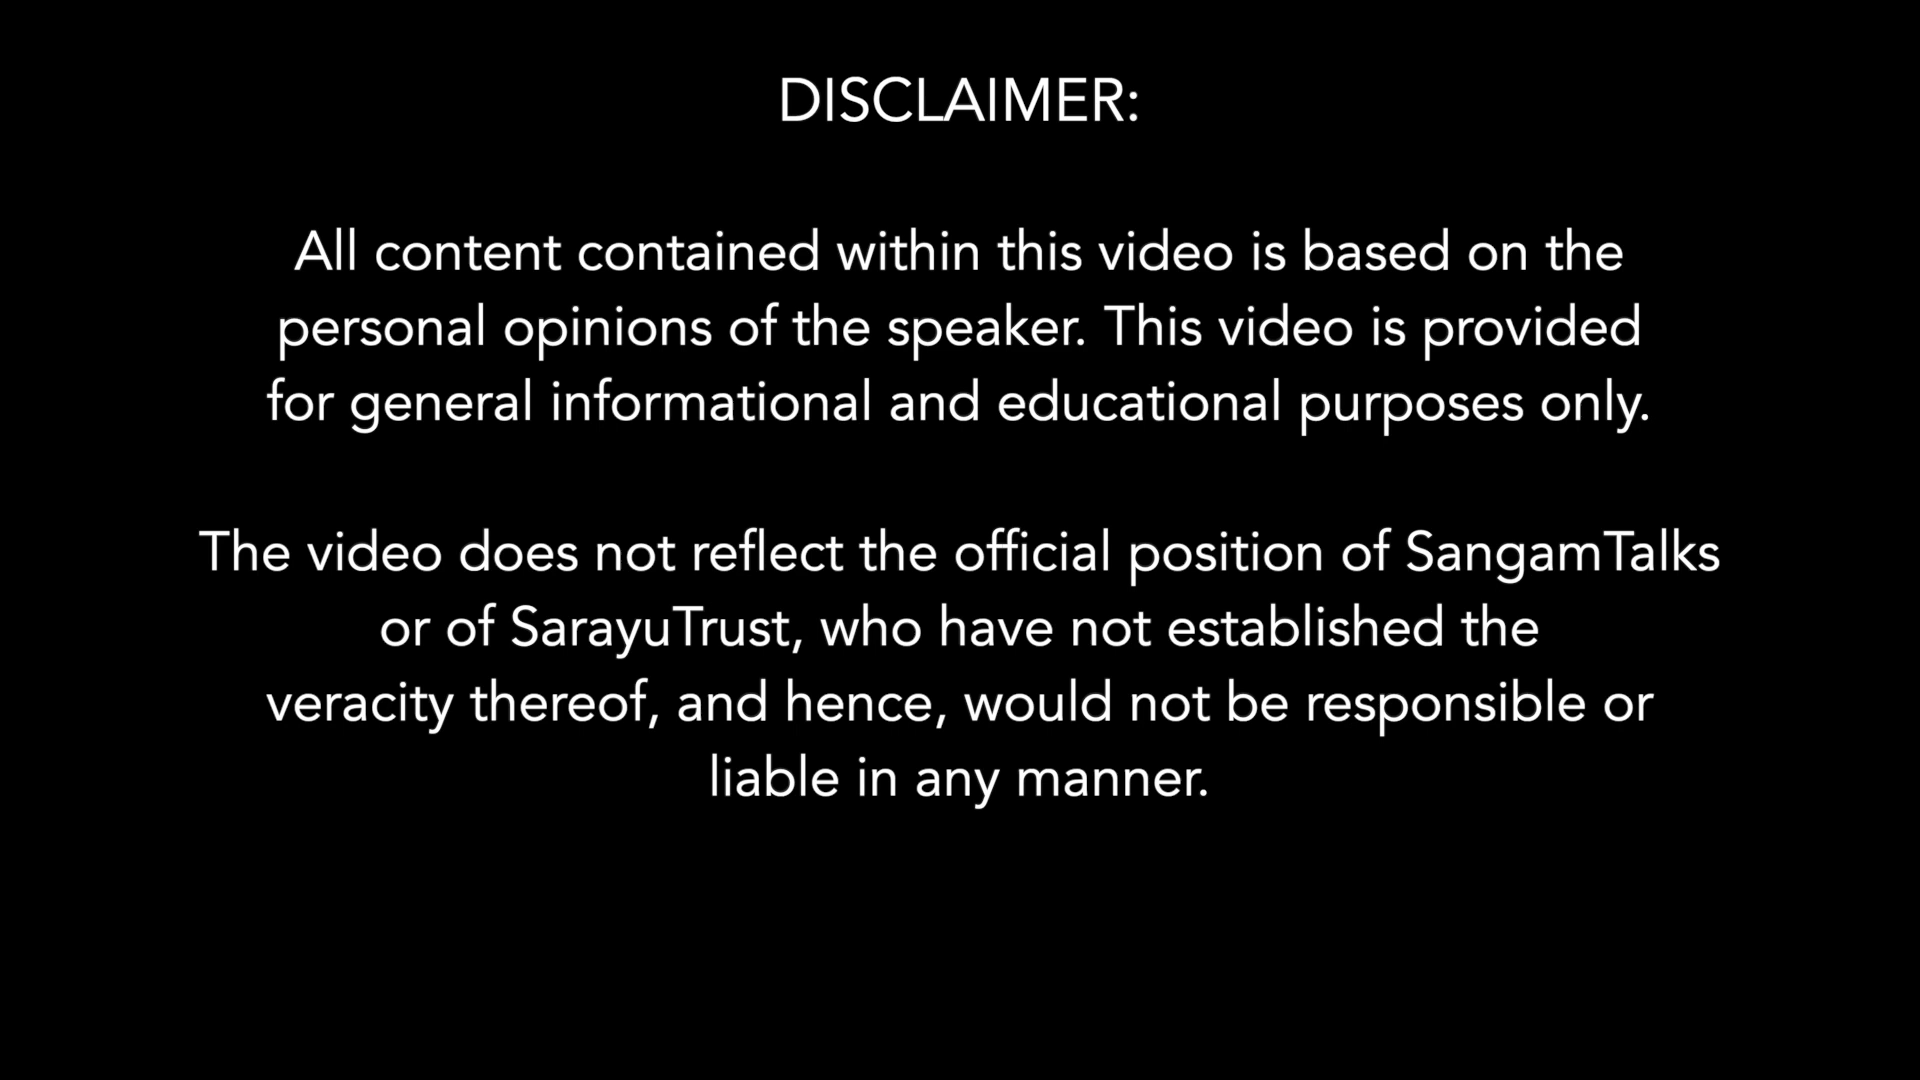 DISCLAIMER:
All content contained within this video is based on the
personal opinions of the speaker. This video is provided
for general informational and educational purposes only.
The video does not reflect the official position of SangamTalks
or of SarayuTrust, who have not established the
veracity thereof, and hence, would not be responsible or
liable in any manner.